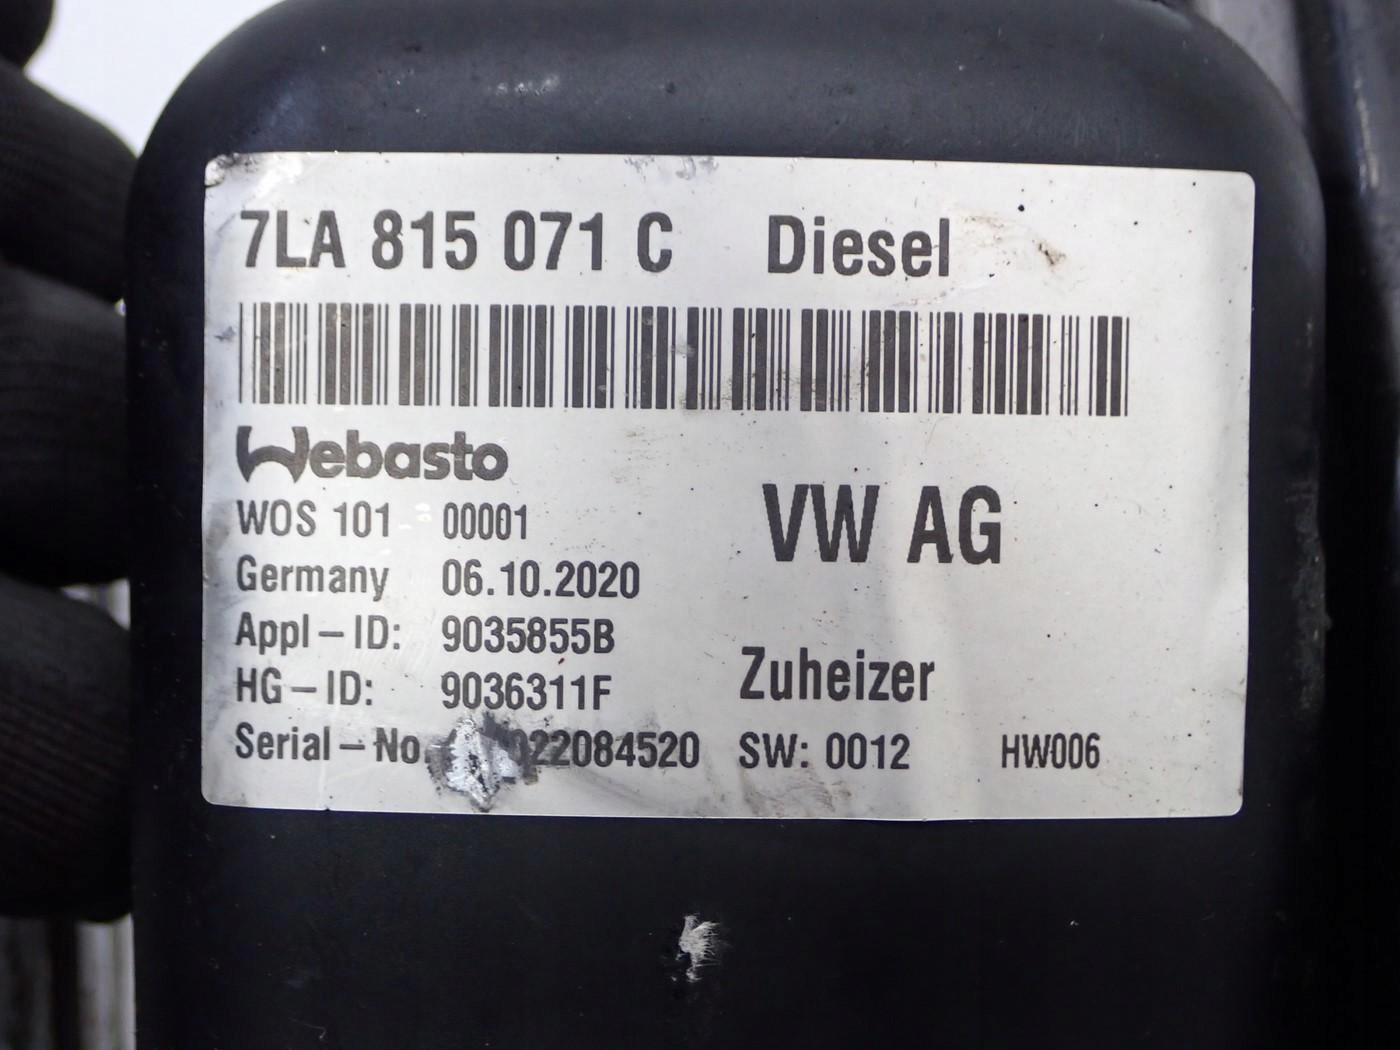 7LA 815 071 C Diesel
Webasto
WOS 101 00001
VW AG
Germany 06.10.2020
Appl-ID: 9035855B
HG-ID: 9036311F
Zuheizer
Serial-No. SW: 0012 HW006